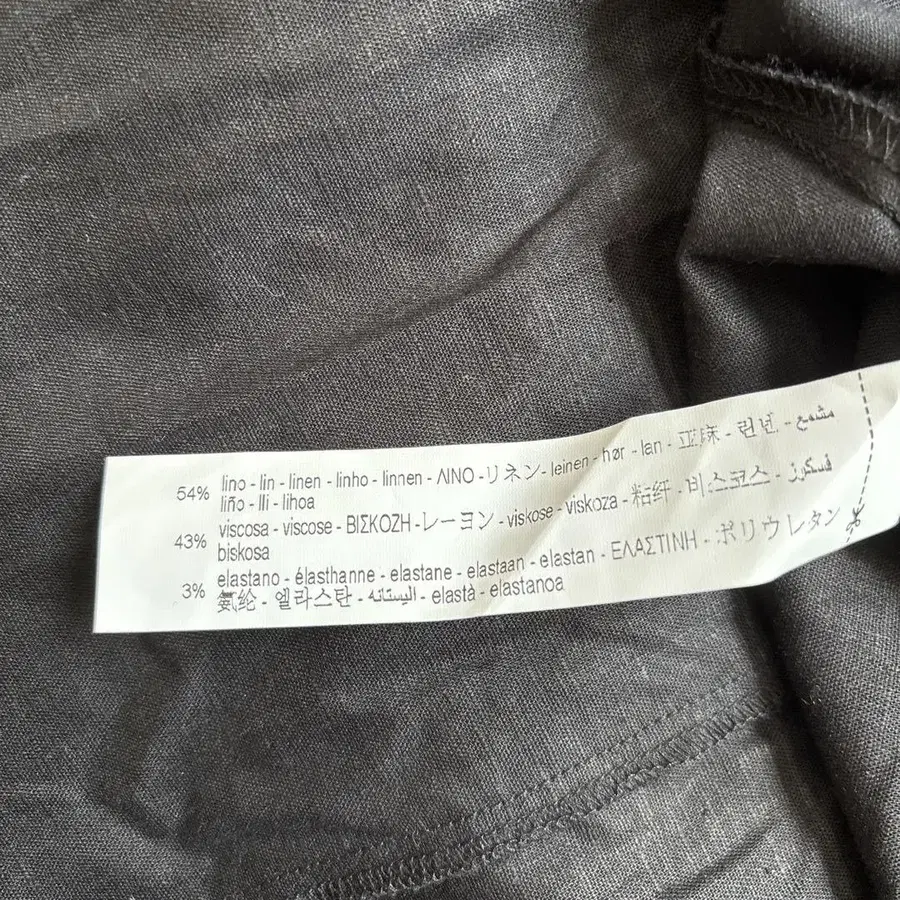 54% lino - lin - linen - linho - linnen - ΛΙΝΟ - リネン - leinen - hør - lan - 亚麻 - 린넨 - مشمع
liño - lli - lihoa
43% viscosa - viscose - ΒΙΣΚΟΖΗ - レーヨン - viskose - viskoza - 粘纤 - 비스코스 - فسكوز
biskosa
3% elastano - élasthanne - elastane - elastaan - elastan - ΕΛΑΣΤΙΝΗ - ポリウレタン
氨纶 - 엘라스탄 - اليستانه - elastà - elastanoa